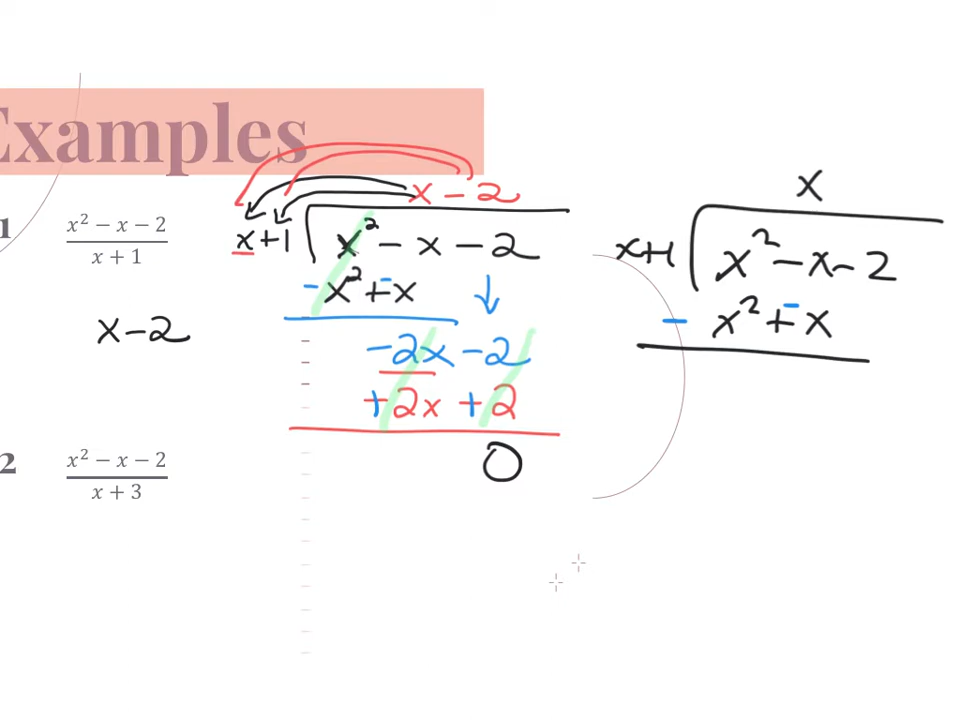 Examples
1
x² − x − 2
x + 1
x − 2
2
x² − x − 2
x + 3
x − 2
x+1 x² − x − 2
− x² + − x
−2x −2
+2x +2
0
x
x+1 x² − x − 2
− x² + − x